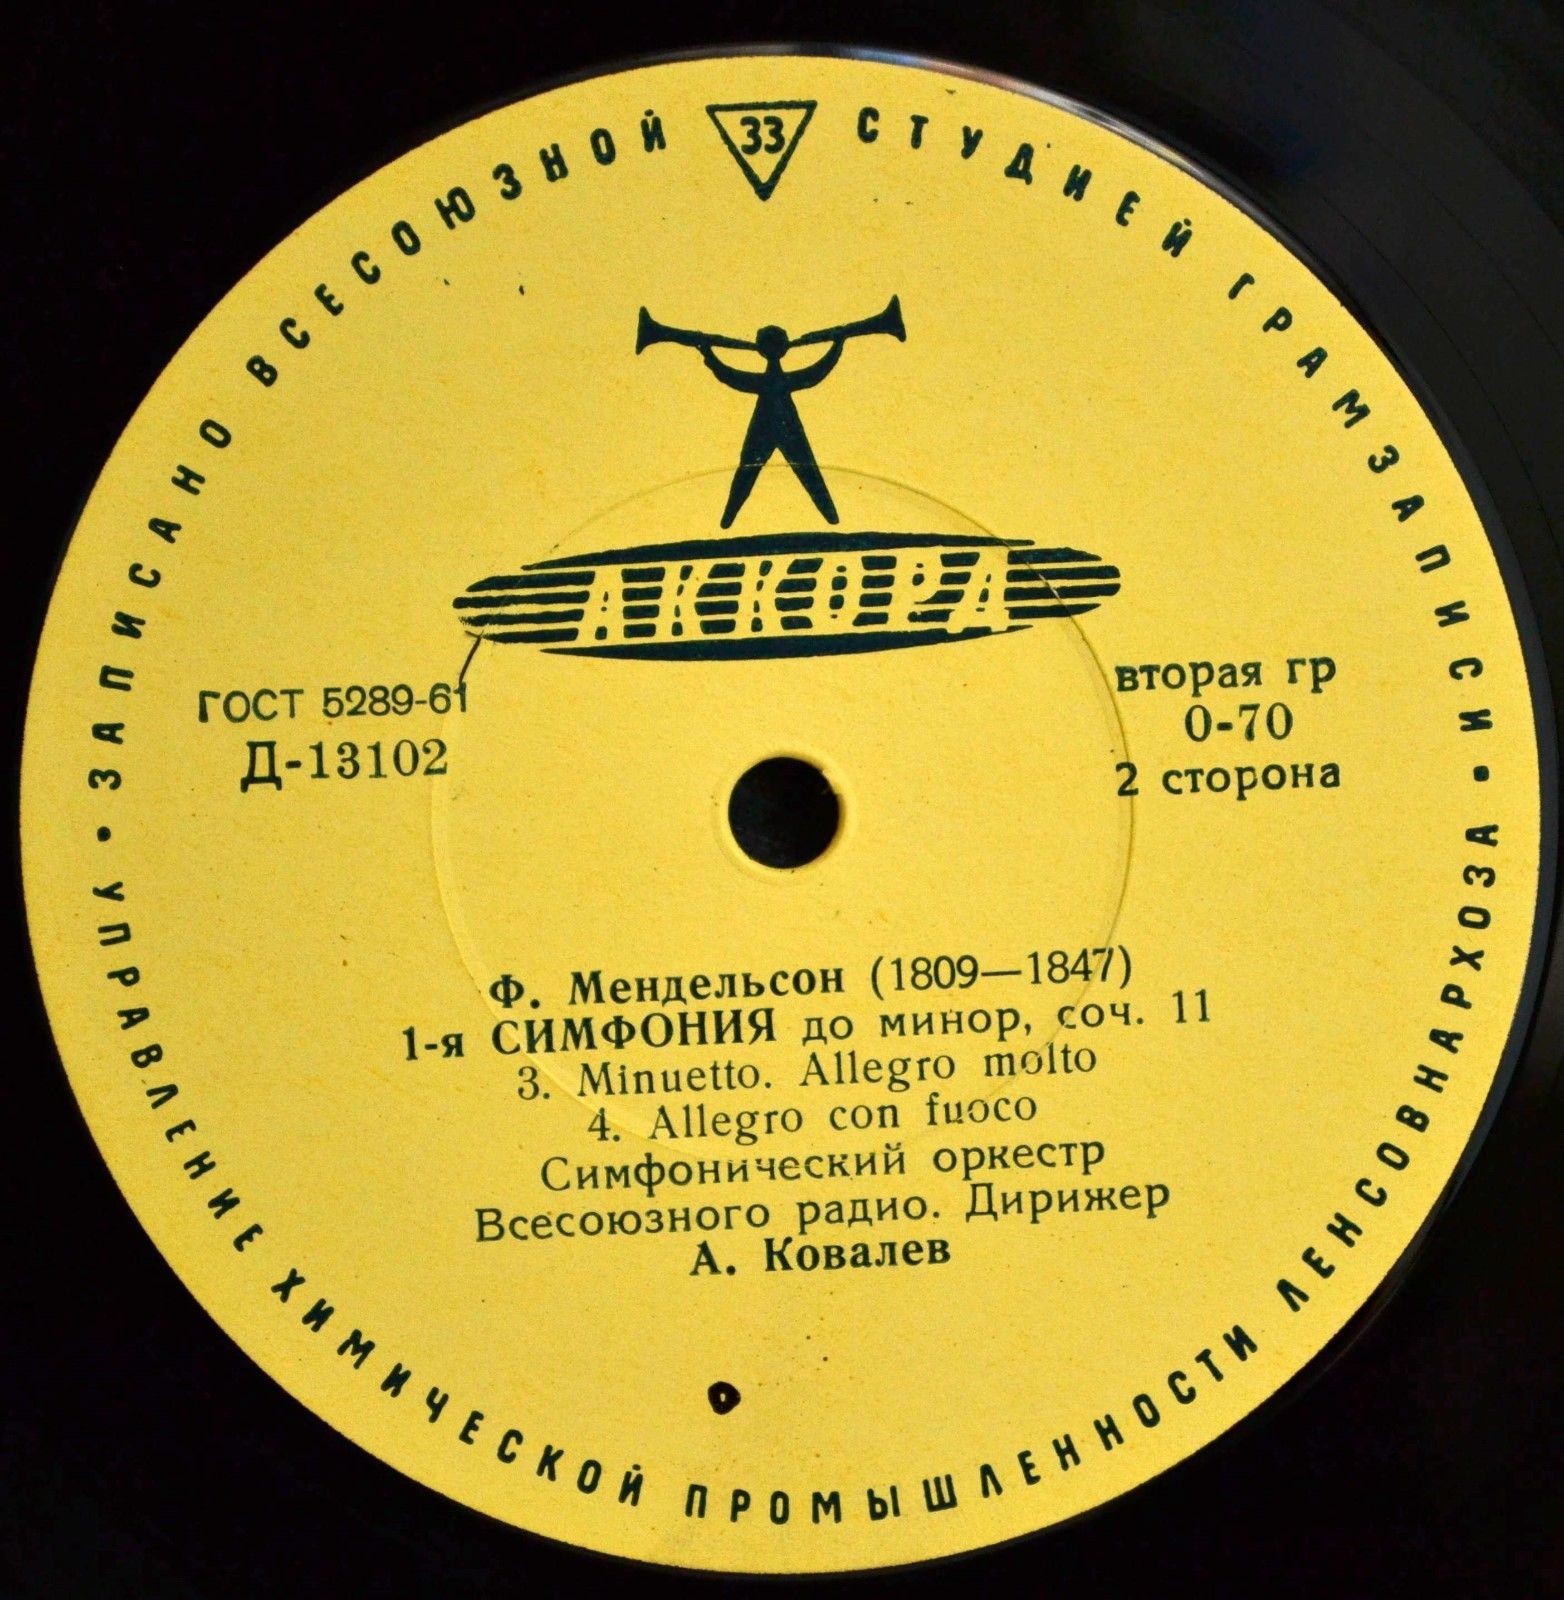 ЗАПИСАНО ВСЕСОЮЗНОЙ СТУДИЕЙ ГРАМЗАПИСИ •
33
АККОРД
ГОСТ 5289-61
Д-13102
вторая гр
0-70
2 сторона
Ф. Мендельсон (1809—1847)
1-я СИМФОНИЯ до минор, соч. 11
3. Minuetto. Allegro molto
4. Allegro con fuoco
Симфонический оркестр
Всесоюзного радио. Дирижер
А. Ковалев
УПРАВЛЕНИЕ ХИМИЧЕСКОЙ ПРОМЫШЛЕННОСТИ ЛЕНСОВНАРХОЗА •